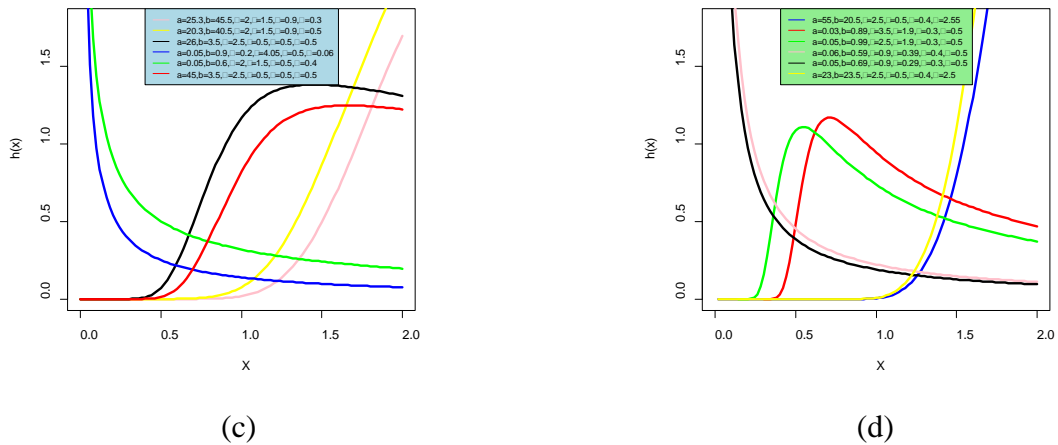 a=25.3,b=45.5,□=2,□=1.5,□=0.9,□=0.3
a=20.3,b=40.5,□=2,□=1.5,□=0.9,□=0.5
a=26,b=3.5,□=2.5,□=0.5,□=0.5,□=0.5
a=0.05,b=0.9,□=0.2,□=4.05,□=0.5,□=0.06
a=0.05,b=0.6,□=2,□=1.5,□=0.5,□=0.4
a=45,b=3.5,□=2.5,□=0.5,□=0.5,□=0.5
h(x)
1.5
1.0
0.5
0.0
0.0 0.5 1.0 1.5 2.0
X
(c)
a=55,b=20.5,□=2.5,□=0.5,□=0.4,□=2.55
a=0.03,b=0.89,□=3.5,□=1.9,□=0.3,□=0.5
a=0.05,b=0.99,□=2.5,□=1.9,□=0.3,□=0.5
a=0.06,b=0.59,□=0.9,□=0.39,□=0.4,□=0.5
a=0.05,b=0.69,□=0.9,□=0.29,□=0.3,□=0.5
a=23,b=23.5,□=2.5,□=0.5,□=0.4,□=2.5
h(x)
1.5
1.0
0.5
0.0
0.0 0.5 1.0 1.5 2.0
X
(d)